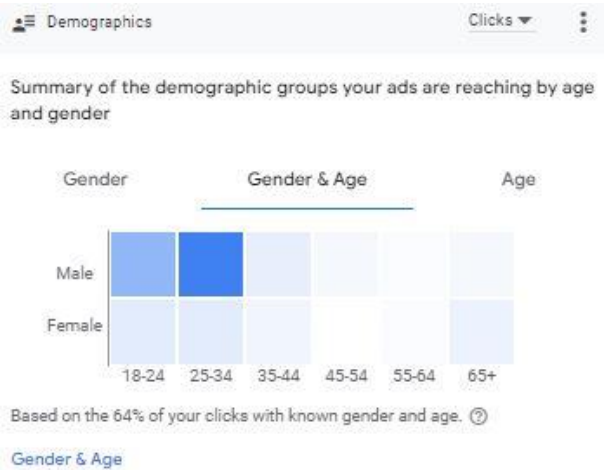 Demographics
Clicks
Summary of the demographic groups your ads are reaching by age
and gender
Gender Gender & Age Age
Male
Female
18-24 25-34 35-44 45-54 55-64 65+
Based on the 64% of your clicks with known gender and age.
Gender & Age